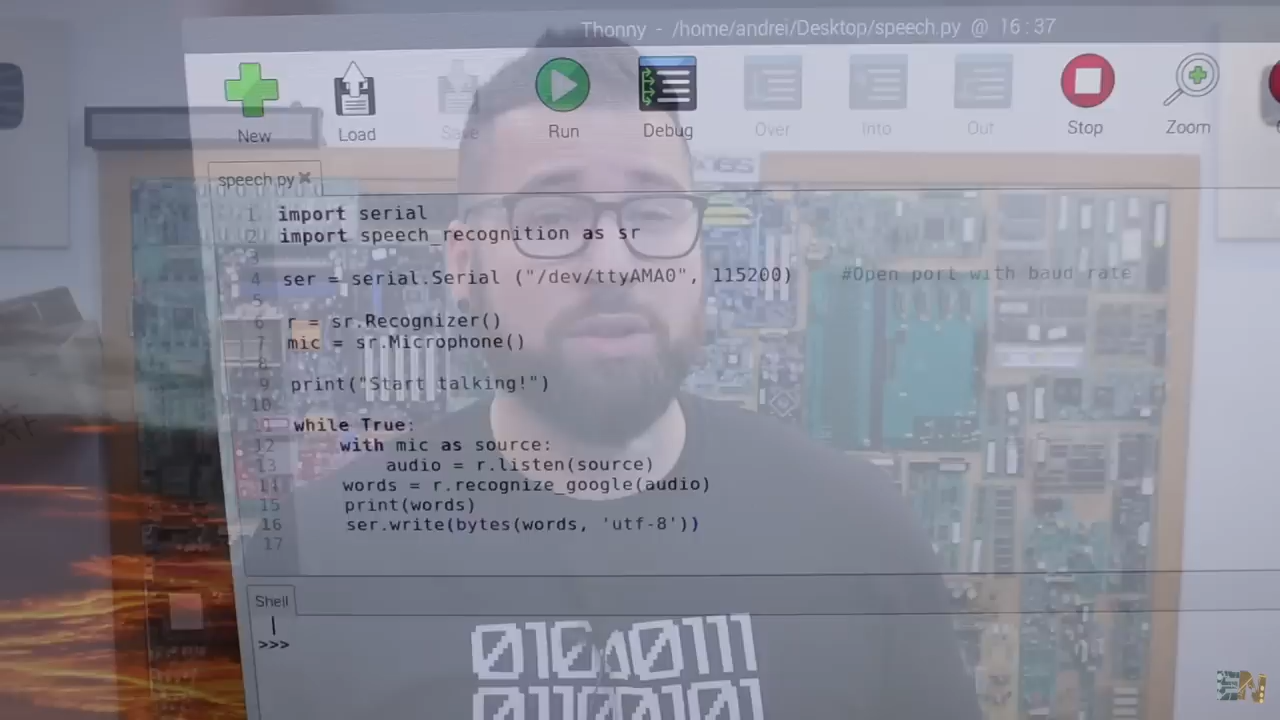 Thonny - /home/andrei/Desktop/speech.py @ 16:37
New Load Save Run Debug Over Into Out Stop Zoom
speech.py ×
1 import serial
2 import speech_recognition as sr
3
4 ser = serial.Serial ("/dev/ttyAMA0", 115200) #Open port with baud rate
5
6 r = sr.Recognizer()
7 mic = sr.Microphone()
8
9 print("Start talking!")
10
11 while True:
12 with mic as source:
13 audio = r.listen(source)
14 words = r.recognize_google(audio)
15 print(words)
16 ser.write(bytes(words, 'utf-8'))
17
Shell
>>>
01100101
EN